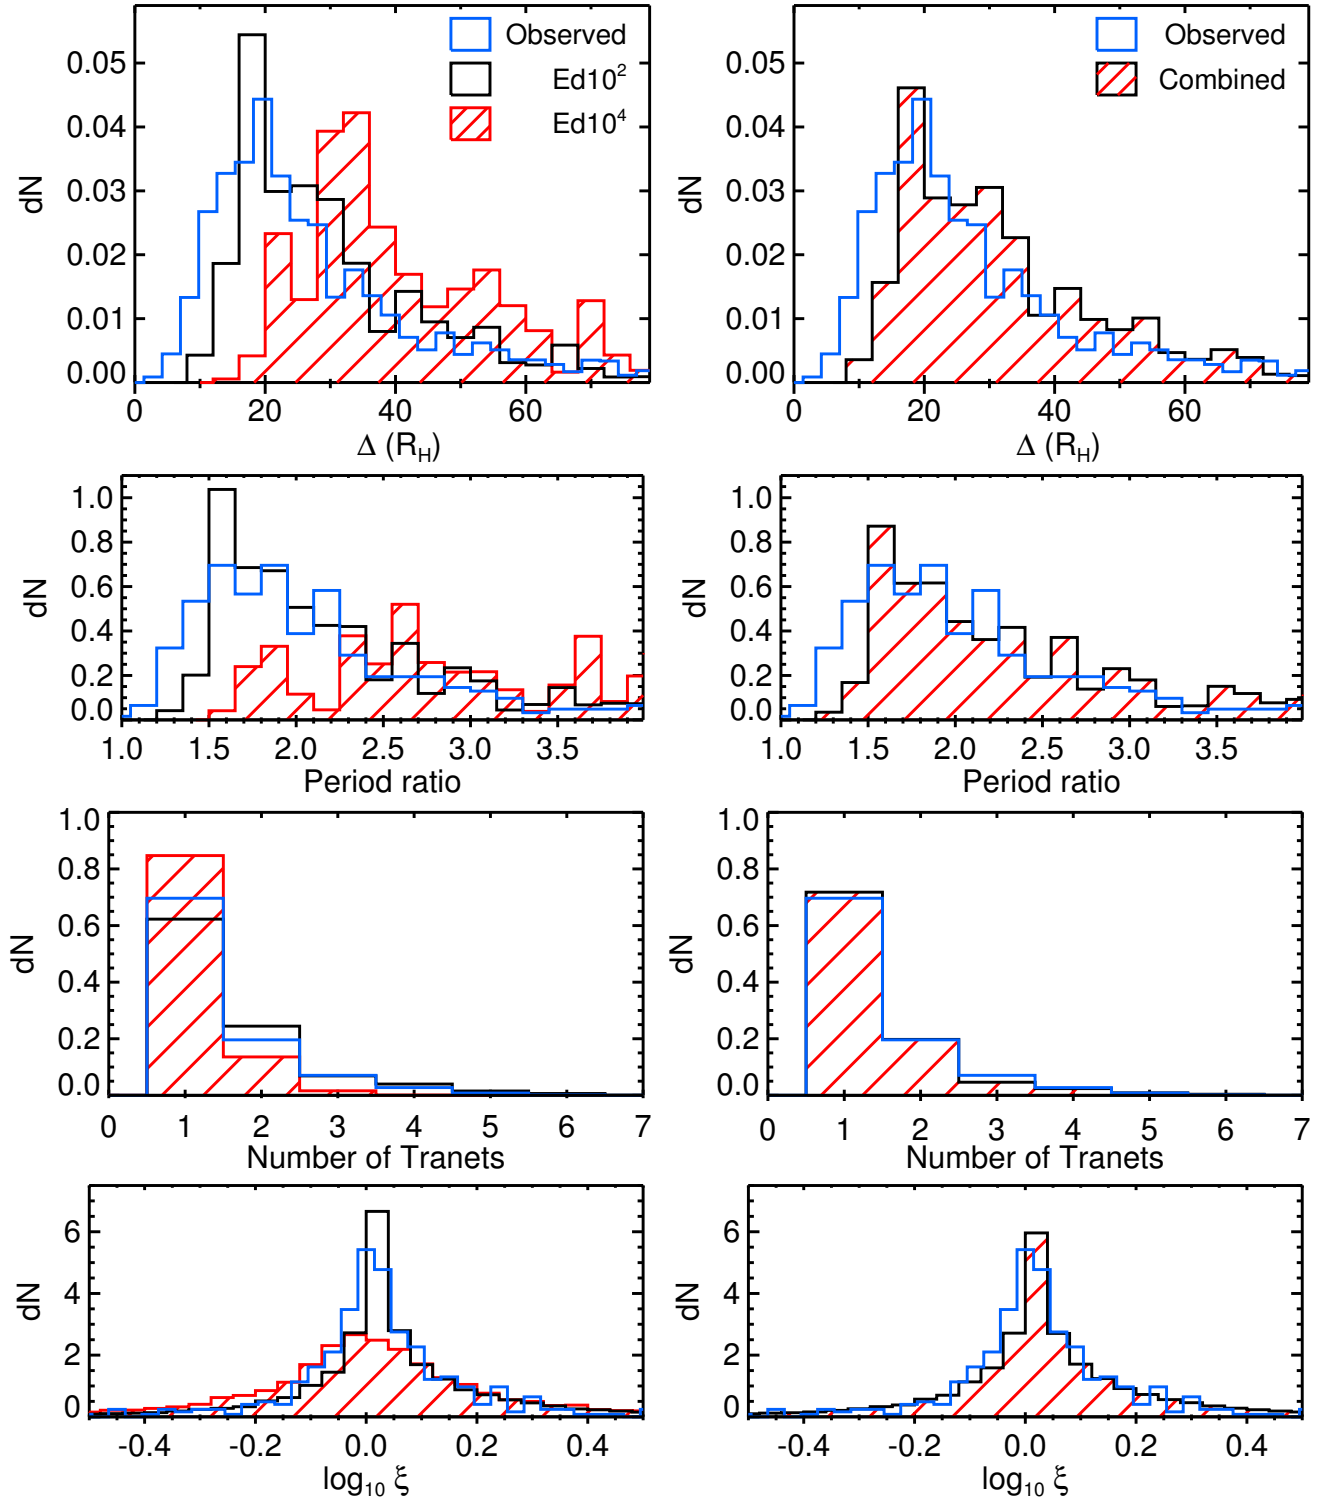 Observed
Ed10²
Ed10⁴
dN
0.05
0.04
0.03
0.02
0.01
0.00
0 20 40 60
Δ (R_H)
Observed
Combined
dN
0.05
0.04
0.03
0.02
0.01
0.00
0 20 40 60
Δ (R_H)
dN
1.0
0.8
0.6
0.4
0.2
0.0
1.0 1.5 2.0 2.5 3.0 3.5
Period ratio
dN
1.0
0.8
0.6
0.4
0.2
0.0
1.0 1.5 2.0 2.5 3.0 3.5
Period ratio
dN
1.0
0.8
0.6
0.4
0.2
0.0
0 1 2 3 4 5 6 7
Number of Tranets
dN
1.0
0.8
0.6
0.4
0.2
0.0
0 1 2 3 4 5 6 7
Number of Tranets
dN
6
4
2
0
-0.4 -0.2 0.0 0.2 0.4
log₁₀ ξ
dN
6
4
2
0
-0.4 -0.2 0.0 0.2 0.4
log₁₀ ξ